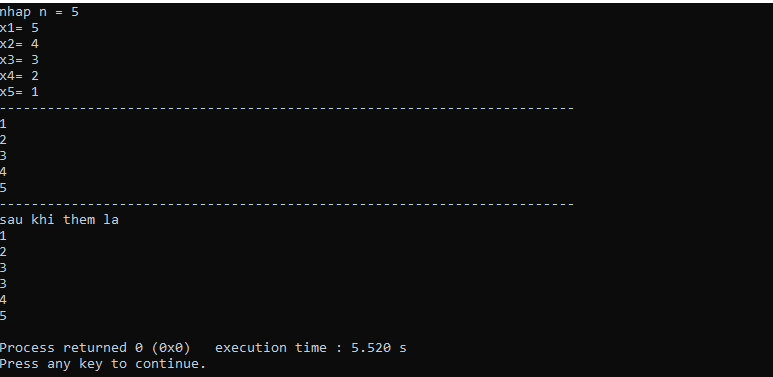 nhap n = 5
x1= 5
x2= 4
x3= 3
x4= 2
x5= 1
------------------------------------------------------------------------
1
2
3
4
5
------------------------------------------------------------------------
sau khi them la
1
2
3
3
4
5
Process returned 0 (0x0)   execution time : 5.520 s
Press any key to continue.